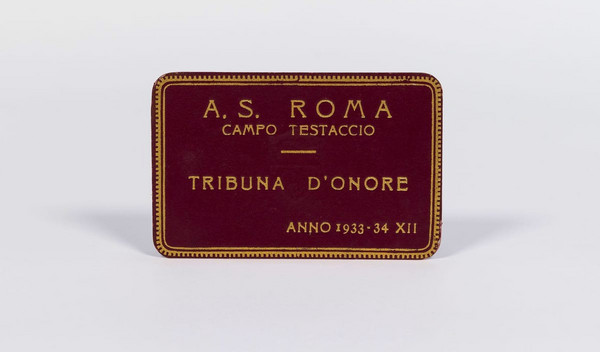 A. S. ROMA
CAMPO TESTACCIO
TRIBUNA D'ONORE
ANNO 1933-34 XII